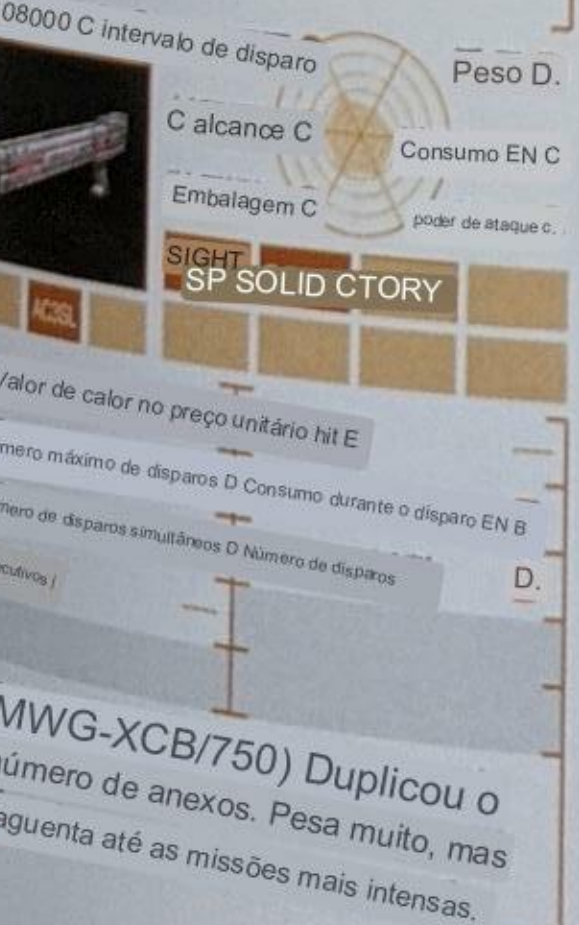 08000 C intervalo de disparo
Peso D.
C alcance C
Consumo EN C
Embalagem C
poder de ataque c.
SIGHT
SP SOLID CTORY
AC3SL
Valor de calor no preço unitário hit E
mero máximo de disparos D Consumo durante o disparo EN B
mero de disparos simultâneos D Número de disparos
D.
ecutivos /
MWG-XCB/750) Duplicou o
número de anexos. Pesa muito, mas
aguenta até as missões mais intensas.